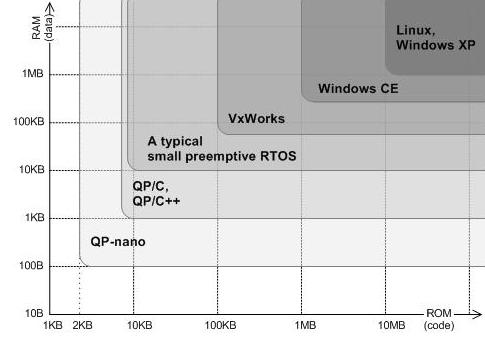 RAM
(data)
Linux,
Windows XP
1MB
Windows CE
100KB
VxWorks
A typical
small preemptive RTOS
10KB
QP/C,
QP/C++
1KB
QP-nano
100B
10B
ROM
(code)
1KB 2KB 10KB 100KB 1MB 10MB